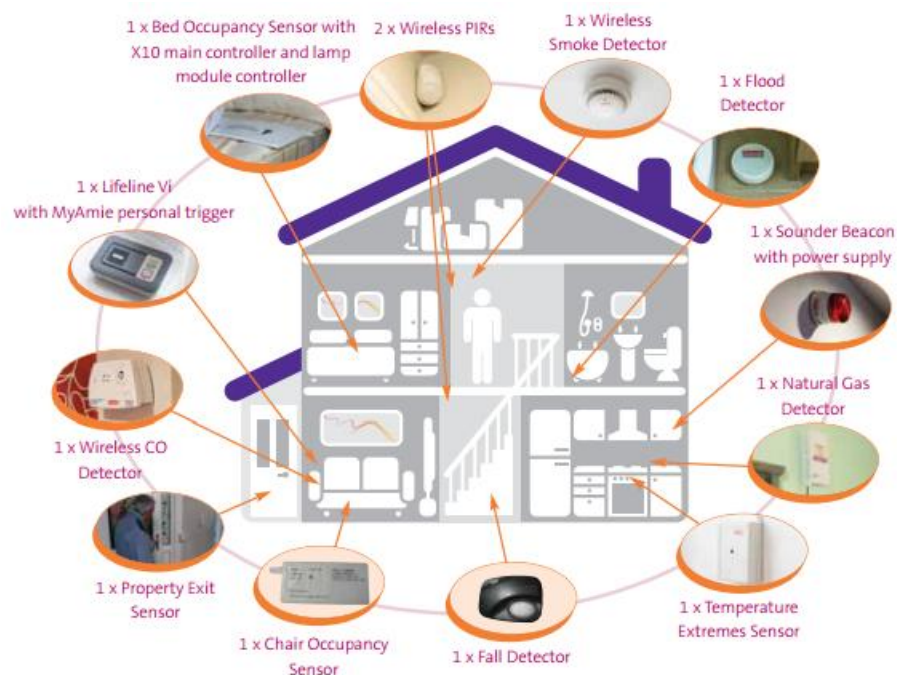 1 x Bed Occupancy Sensor with
X10 main controller and lamp
module controller
2 x Wireless PIRs
1 x Wireless
Smoke Detector
1 x Flood
Detector
1 x Lifeline Vi
with MyAmie personal trigger
1 x Sounder Beacon
with power supply
1 x Wireless CO
Detector
1 x Natural Gas
Detector
1 x Property Exit
Sensor
1 x Chair Occupancy
Sensor
1 x Fall Detector
1 x Temperature
Extremes Sensor